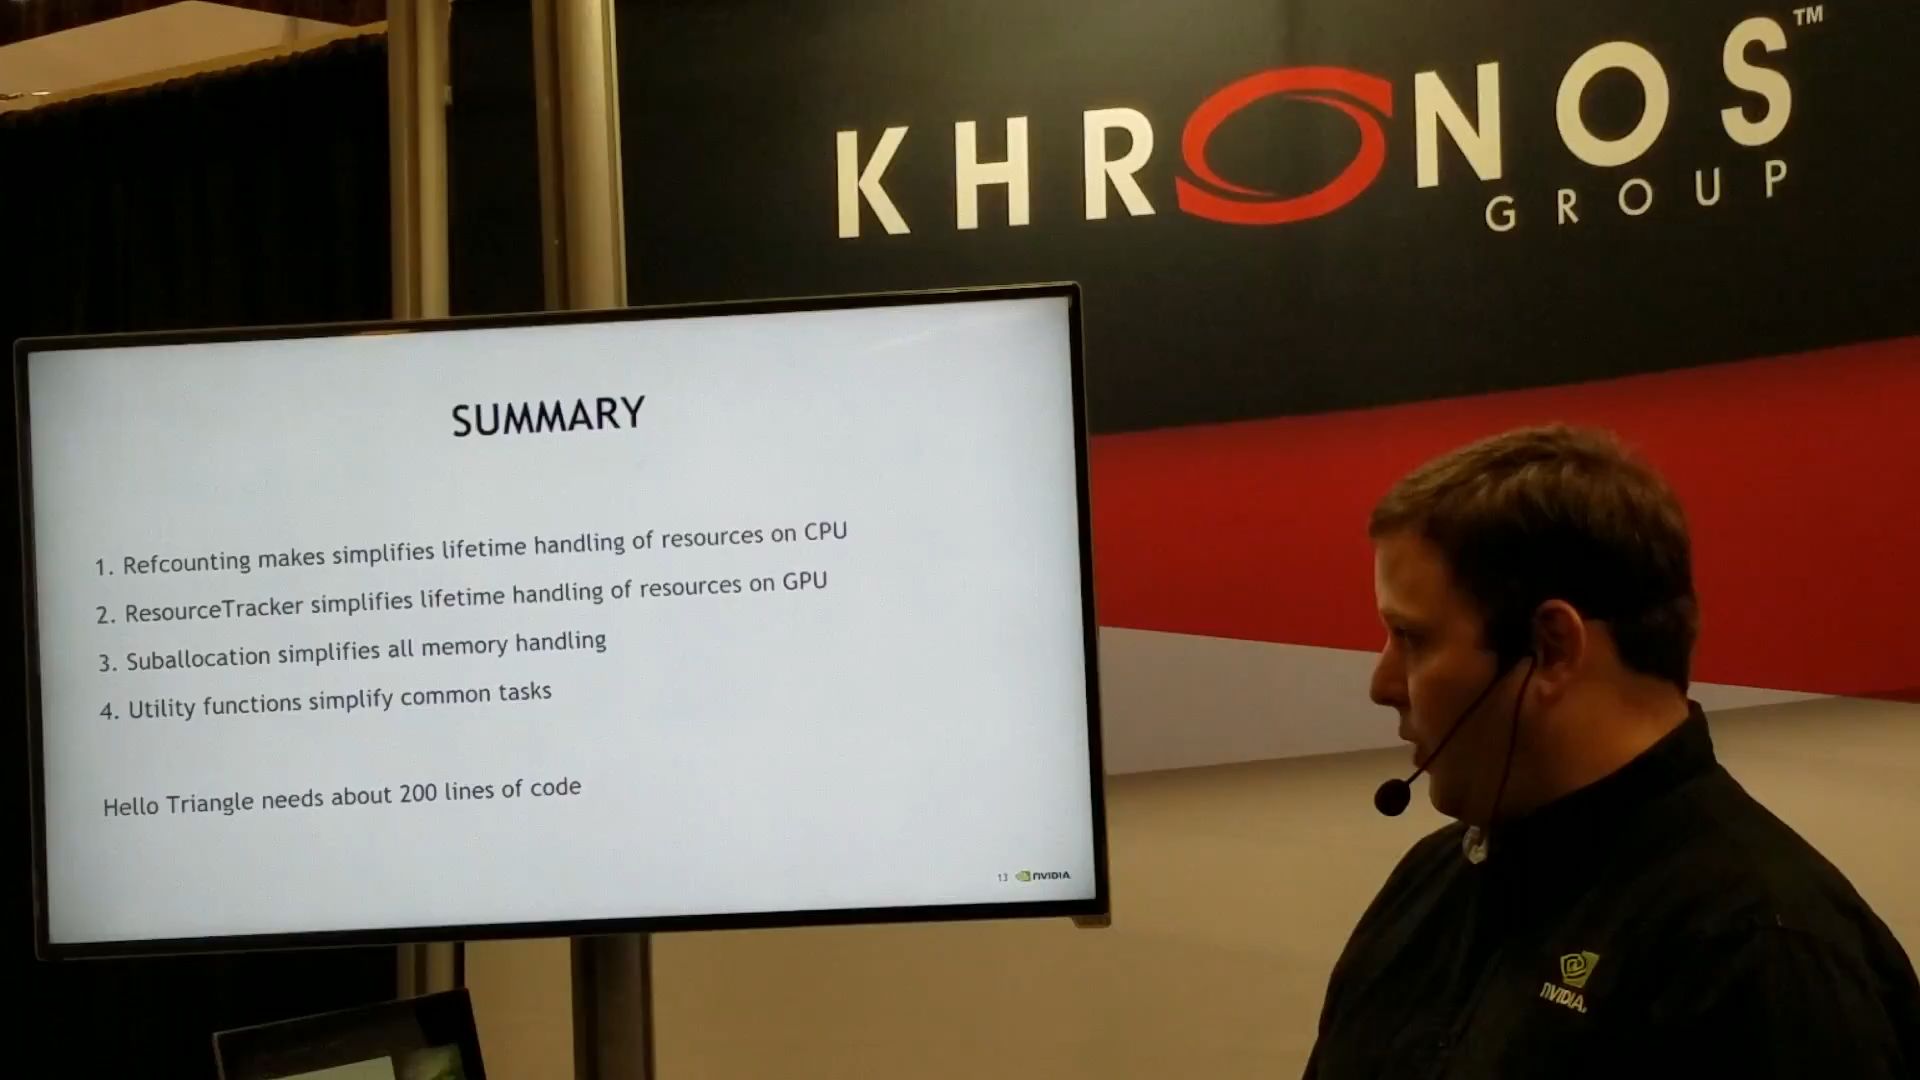 KHRONOS™
GROUP
SUMMARY
1. Refcounting makes simplifies lifetime handling of resources on CPU
2. ResourceTracker simplifies lifetime handling of resources on GPU
3. Suballocation simplifies all memory handling
4. Utility functions simplify common tasks
Hello Triangle needs about 200 lines of code
13 NVIDIA
NVIDIA.